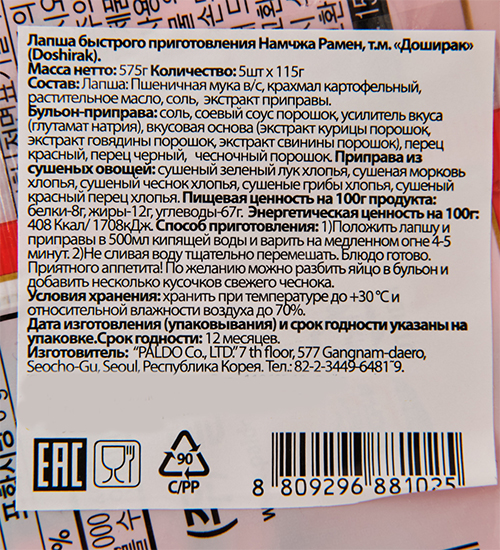 Лапша быстрого приготовления Намчжа Рамен, т.м. «Доширак»
(Doshirak).
Масса нетто: 575г Количество: 5шт х 115г
Состав: Лапша: Пшеничная мука в/с, крахмал картофельный,
растительное масло, соль, экстракт приправы.
Бульон-приправа: соль, соевый соус порошок, усилитель вкуса
(глутамат натрия), вкусовая основа (экстракт курицы порошок,
экстракт говядины порошок, экстракт свинины порошок), перец
красный, перец черный, чесночный порошок. Приправа из
сушеных овощей: сушеный зеленый лук хлопья, сушеная морковь
хлопья, сушеный чеснок хлопья, сушеные грибы хлопья, сушеный
красный перец хлопья. Пищевая ценность на 100г продукта:
белки-8г, жиры-12г, углеводы-67г. Энергетическая ценность на 100г:
408 Ккал/ 1708кДж. Способ приготовления: 1)Положить лапшу и
приправы в 500мл кипящей воды и варить на медленном огне 4-5
минут. 2)Не сливая воду тщательно перемешать. Блюдо готово.
Приятного аппетита! По желанию можно разбить яйцо в бульон и
добавить несколько кусочков свежего чеснока.
Условия хранения: хранить при температуре до +30 °С и
относительной влажности воздуха до 70%.
Дата изготовления (упаковывания) и срок годности указаны на
упаковке.Срок годности: 12 месяцев.
Изготовитель: "PALDO Co., LTD." 7 th floor, 577 Gangnam-daero,
Seocho-Gu, Seoul, Республика Корея. Тел.: 82-2-3449-6481~9.
EAC
90
C/PP
8 809296 881025